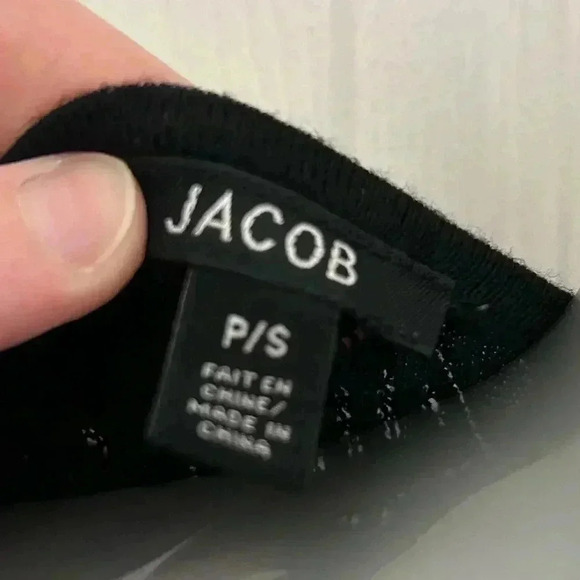 JACOB
P/S
FAIT EN
CHINE/
MADE IN
CHINA